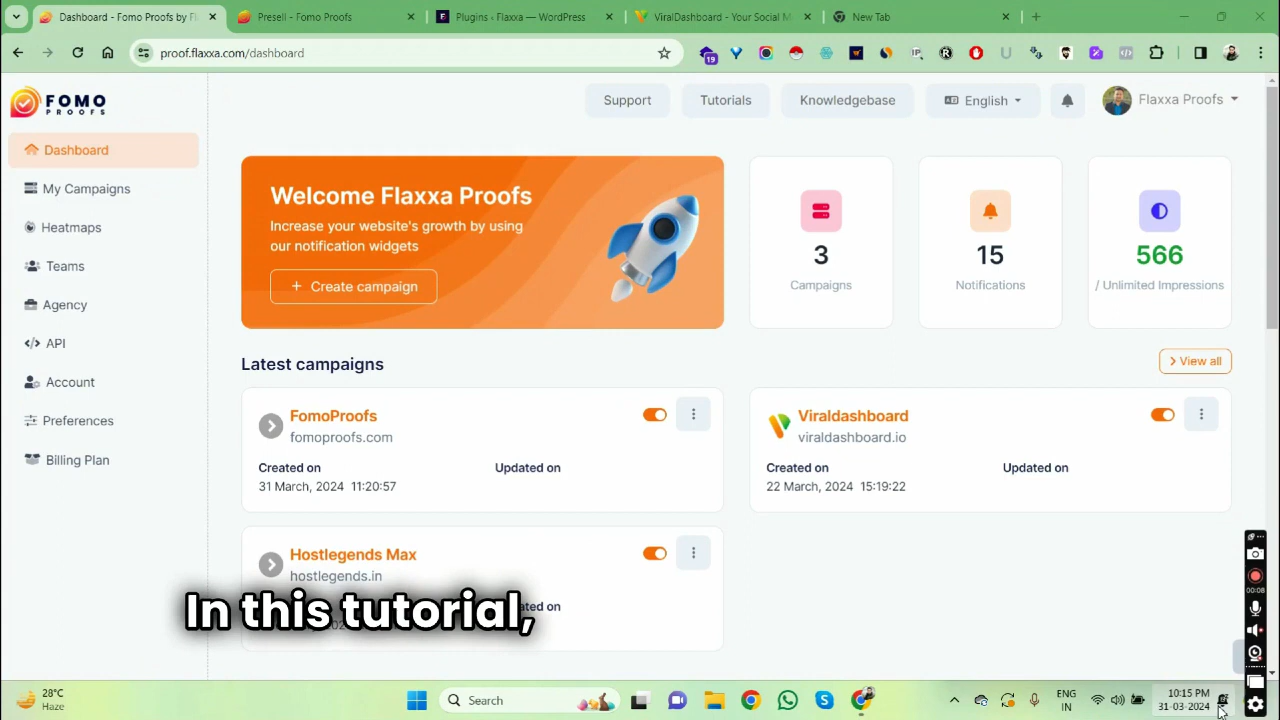 Dashboard - Fomo Proofs by Fl
Presell - Fomo Proofs
Plugins ‹ Flaxxa — WordPress
ViralDashboard - Your Social M
New Tab
proof.flaxxa.com/dashboard
19
FOMO
PROOFS
Support
Tutorials
Knowledgebase
English
Flaxxa Proofs
Dashboard
My Campaigns
Heatmaps
Teams
Agency
API
Account
Preferences
Billing Plan
Welcome Flaxxa Proofs
Increase your website's growth by using
our notification widgets
+ Create campaign
3
Campaigns
15
Notifications
566
/ Unlimited Impressions
Latest campaigns
View all
FomoProofs
fomoproofs.com
Created on
Updated on
31 March, 2024 11:20:57
Viraldashboard
viraldashboard.io
Created on
Updated on
22 March, 2024 15:19:22
Hostlegends Max
hostlegends.in
In this tutorial,
00:08
28°C
Haze
Search
ENG
IN
10:15 PM
31-03-2024